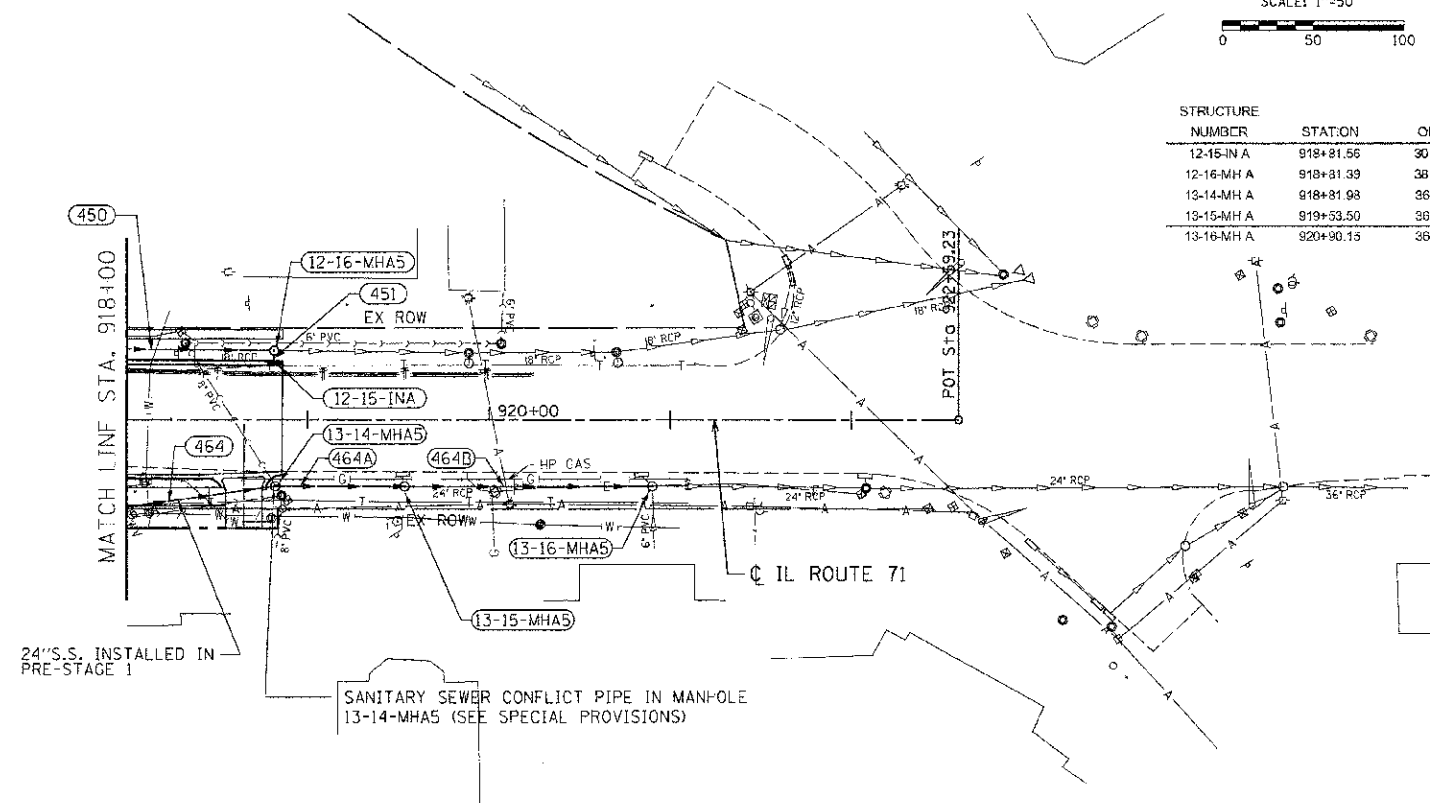 SCALE: 1"=50'
0 50 100
STRUCTURE
NUMBER STATION
12-15-IN A 918+81.56 30
12-16-MH A 918+81.39 38
13-14-MH A 918+81.98 36
13-15-MH A 919+53.50 36
13-16-MH A 920+90.15 36
450
12-16-MHA5
451
EX ROW
6" PVC
6" PVC
18" RCP
18" RCP
18" RCP
18" RCP
12" RCP
8" PVC
12-15-INA
MATCH LINE STA. 918+00
920+00
POT Sta 922+59.23
13-14-MHA5
464
464A
464B
HP GAS
24" RCP
24" RCP
24" RCP
36" RCP
EX ROW
8" PVC
6" PVC
13-16-MHA5
℄ IL ROUTE 71
13-15-MHA5
24"S.S. INSTALLED IN
PRE-STAGE 1
SANITARY SEWER CONFLICT PIPE IN MANHOLE
13-14-MHA5 (SEE SPECIAL PROVISIONS)